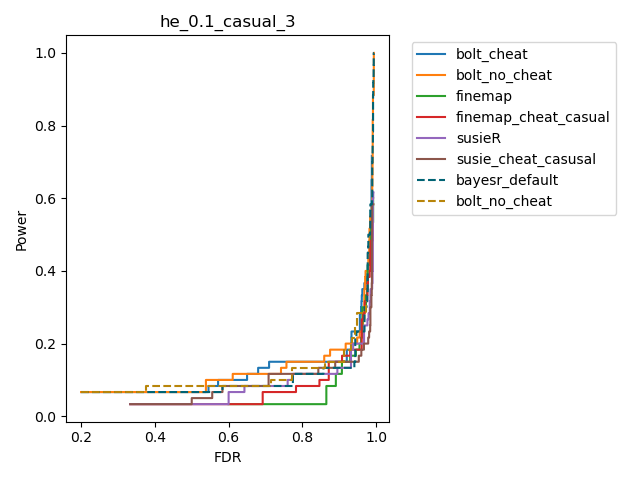 he_0.1_casual_3
1.0
0.8
0.6
0.4
0.2
0.0
Power
0.2 0.4 0.6 0.8 1.0
FDR
bolt_cheat
bolt_no_cheat
finemap
finemap_cheat_casual
susieR
susie_cheat_casusal
bayesr_default
bolt_no_cheat